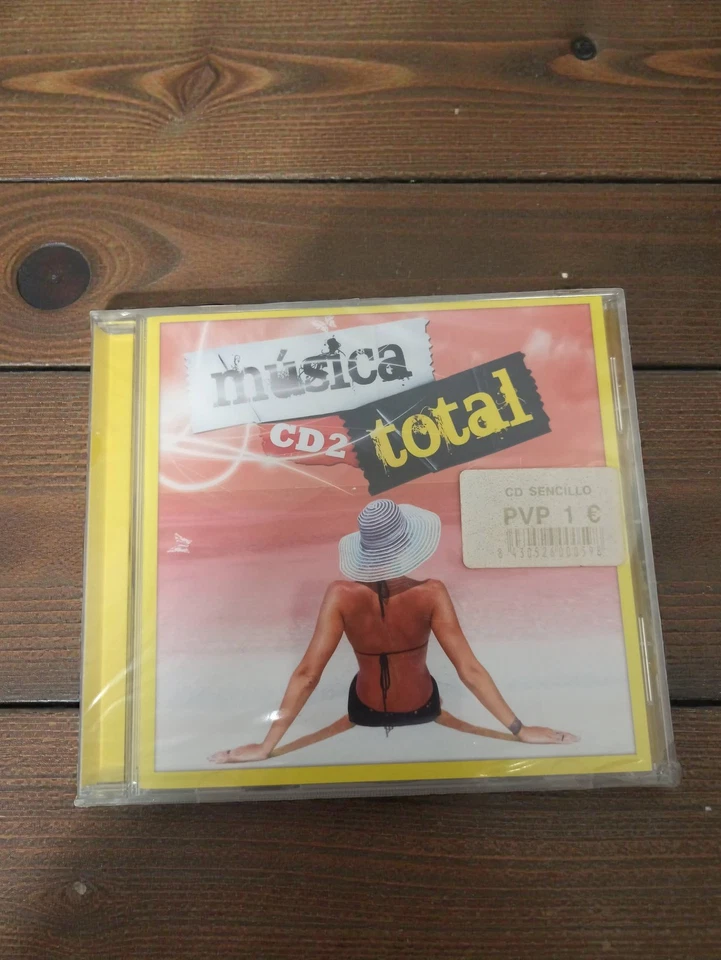 música
CD2 total
CD SENCILLO
PVP 1 €